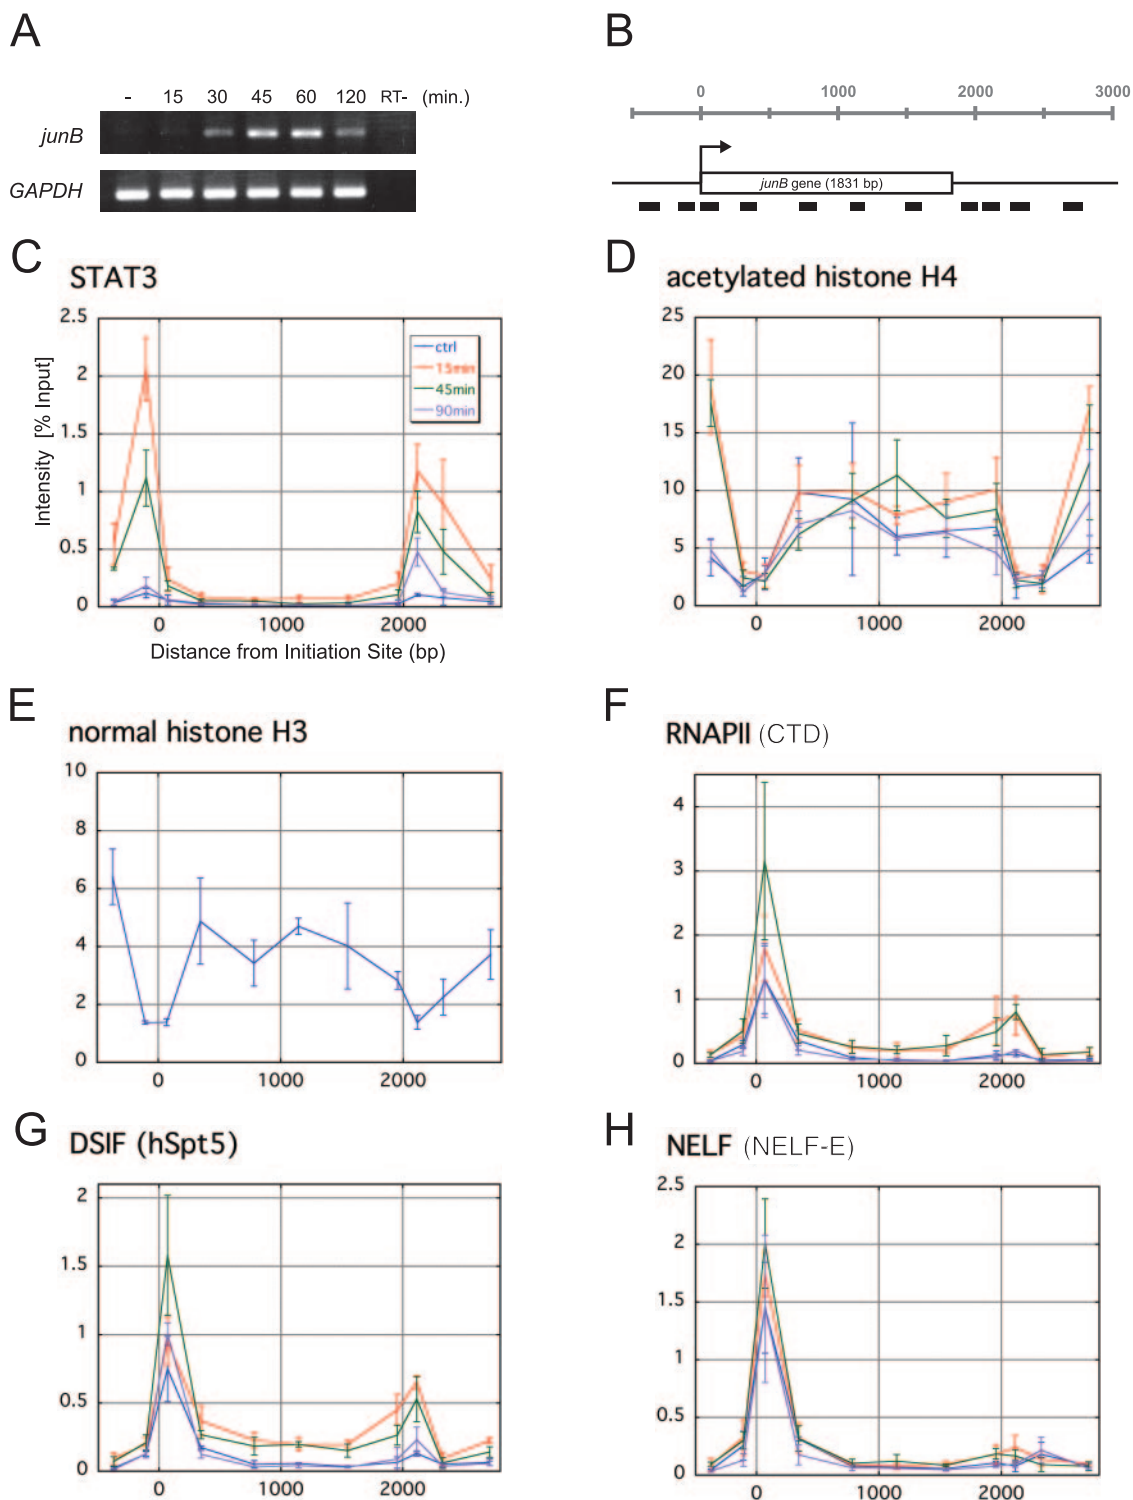 A
- 15 30 45 60 120 RT- (min.)
junB
GAPDH
B
0 1000 2000 3000
junB gene (1831 bp)
C
STAT3
2.5
2
1.5
1
0.5
0
Intensity [% Input]
ctrl
15min
45min
90min
0 1000 2000
Distance from Initiation Site (bp)
D
acetylated histone H4
25
20
15
10
5
0
0 1000 2000
E
normal histone H3
10
8
6
4
2
0
0 1000 2000
F
RNAPII (CTD)
4
3
2
1
0
0 1000 2000
G
DSIF (hSpt5)
2
1.5
1
0.5
0
0 1000 2000
H
NELF (NELF-E)
2.5
2
1.5
1
0.5
0
0 1000 2000